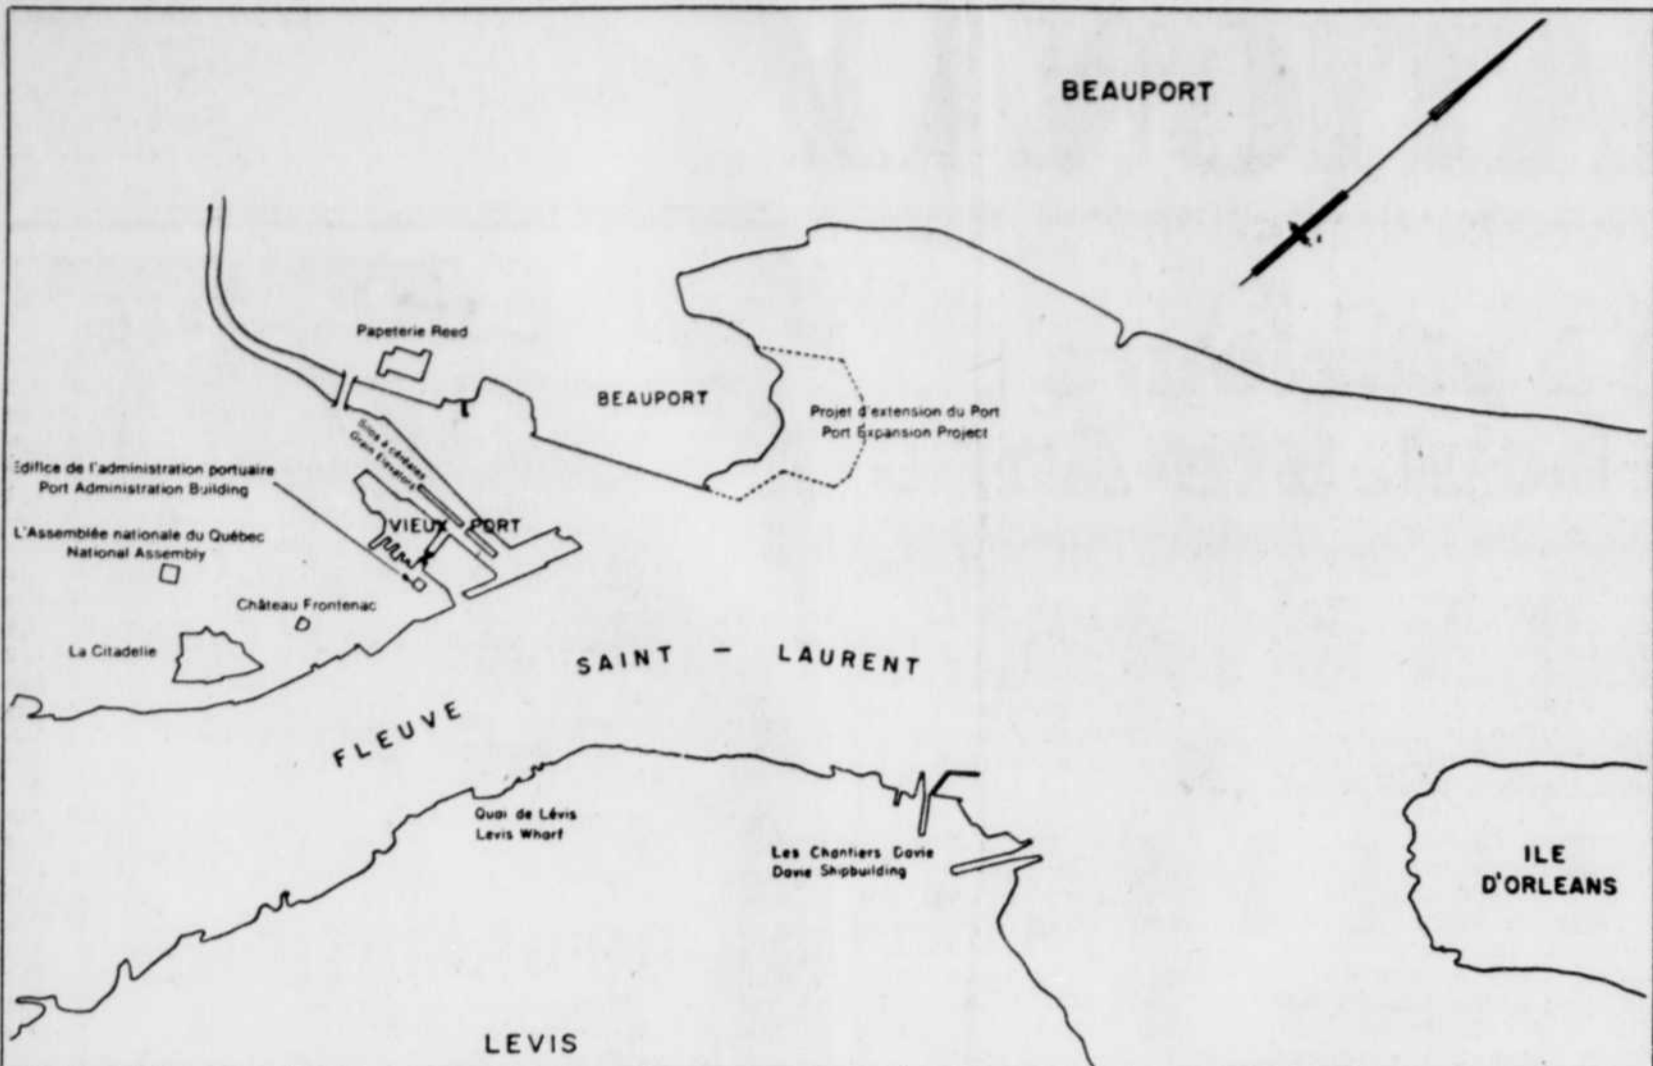 BEAUPORT
Papeterie Reed
BEAUPORT
Projet d'extension du Port
Port Expansion Project
Silos à céréales
Grain Elevators
Edifice de l'administration portuaire
Port Administration Building
VIEUX PORT
L'Assemblée nationale du Québec
National Assembly
Château Frontenac
La Citadelle
FLEUVE SAINT - LAURENT
Quai de Lévis
Levis Wharf
Les Chantiers Davie
Davie Shipbuilding
ILE
D'ORLEANS
LEVIS